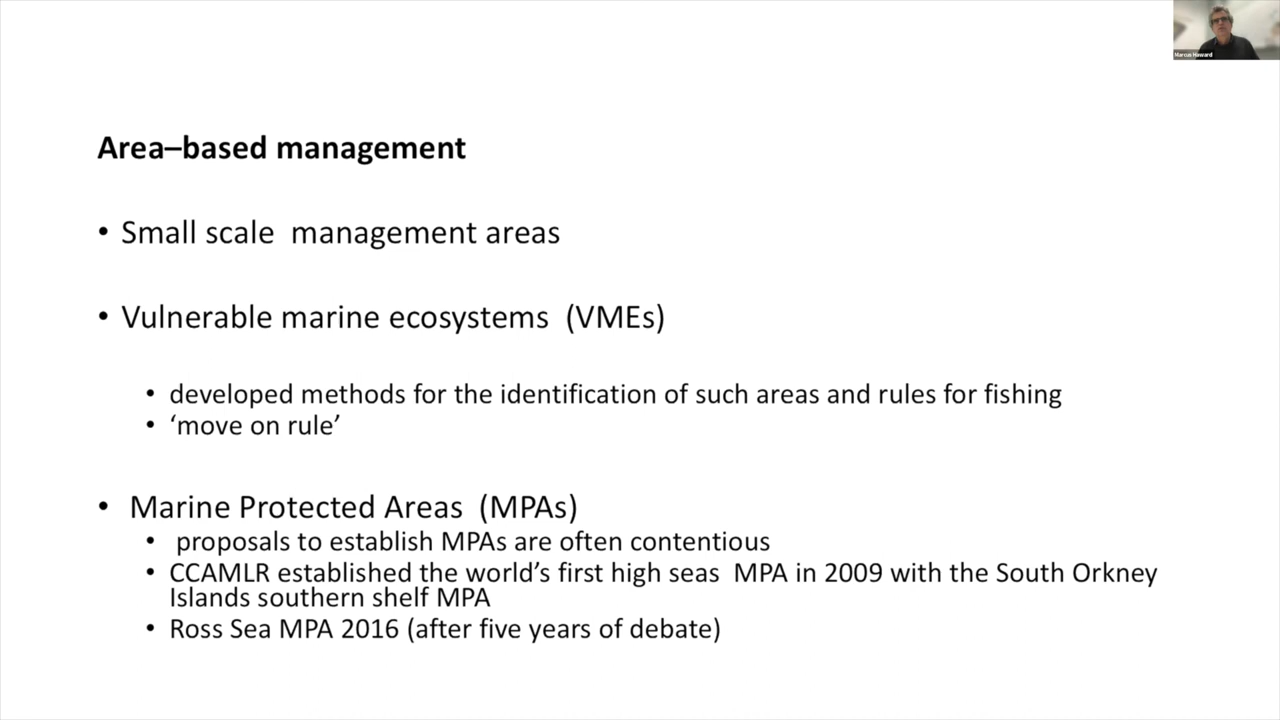 Marcus Haward
Area–based management
• Small scale  management areas
• Vulnerable marine ecosystems  (VMEs)
• developed methods for the identification of such areas and rules for fishing
• ‘move on rule’
•  Marine Protected Areas  (MPAs)
•  proposals to establish MPAs are often contentious
• CCAMLR established the world’s first high seas  MPA in 2009 with the South Orkney
Islands southern shelf MPA
• Ross Sea MPA 2016 (after five years of debate)